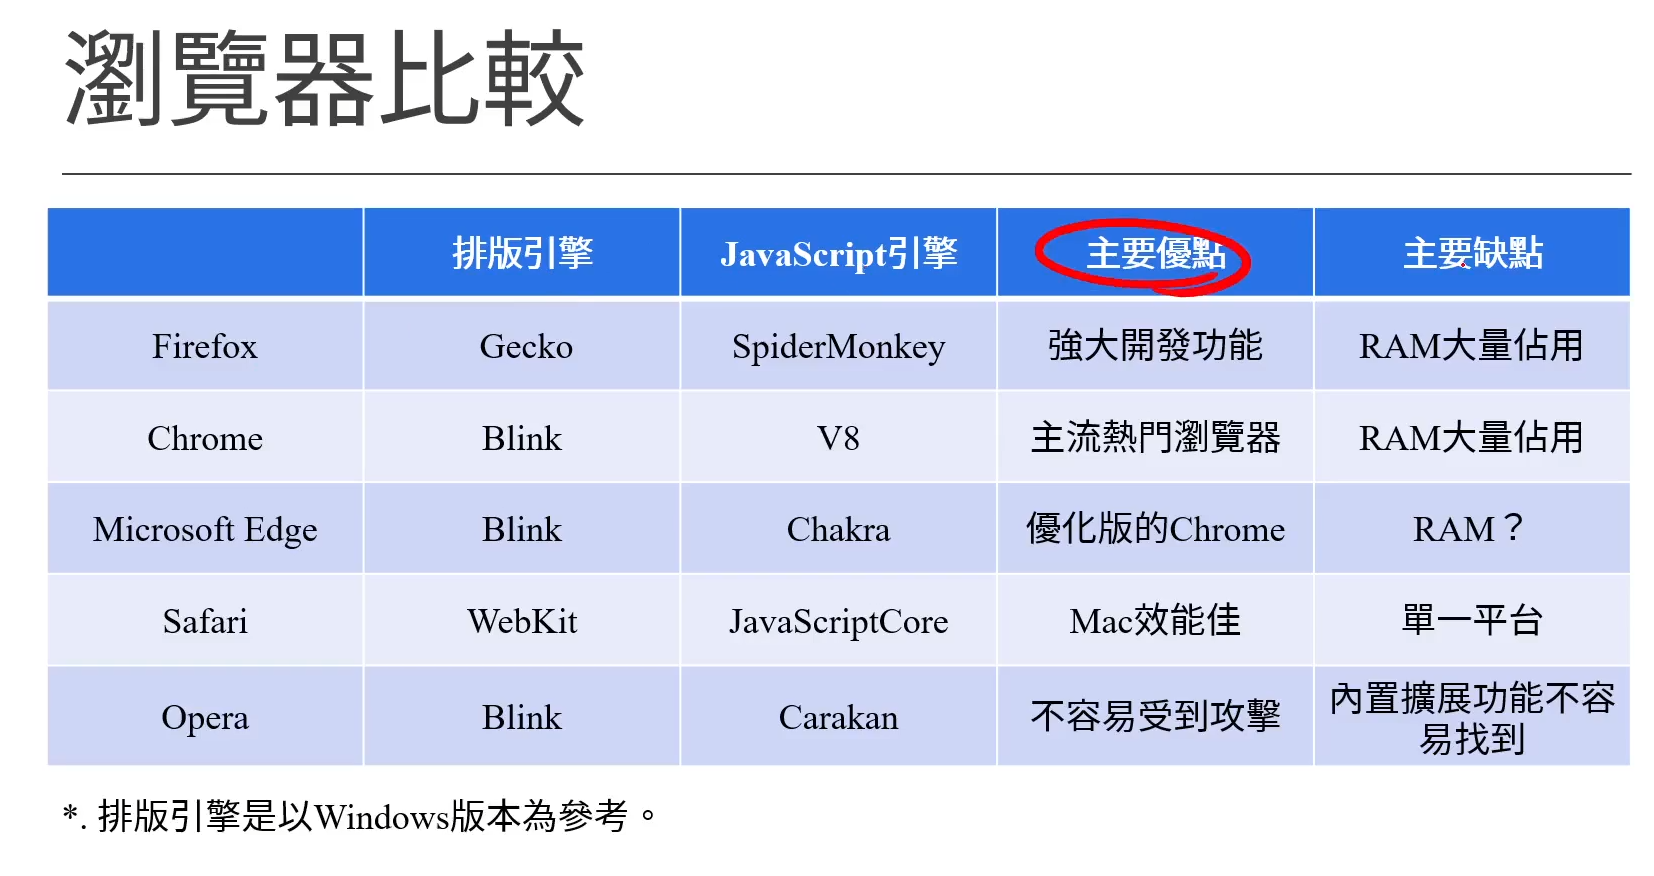 瀏覽器比較
排版引擎 JavaScript引擎 主要優點 主要缺點
Firefox Gecko SpiderMonkey 強大開發功能 RAM大量佔用
Chrome Blink V8 主流熱門瀏覽器 RAM大量佔用
Microsoft Edge Blink Chakra 優化版的Chrome RAM？
Safari WebKit JavaScriptCore Mac效能佳 單一平台
Opera Blink Carakan 不容易受到攻擊 內置擴展功能不容
易找到
*. 排版引擎是以Windows版本為參考。